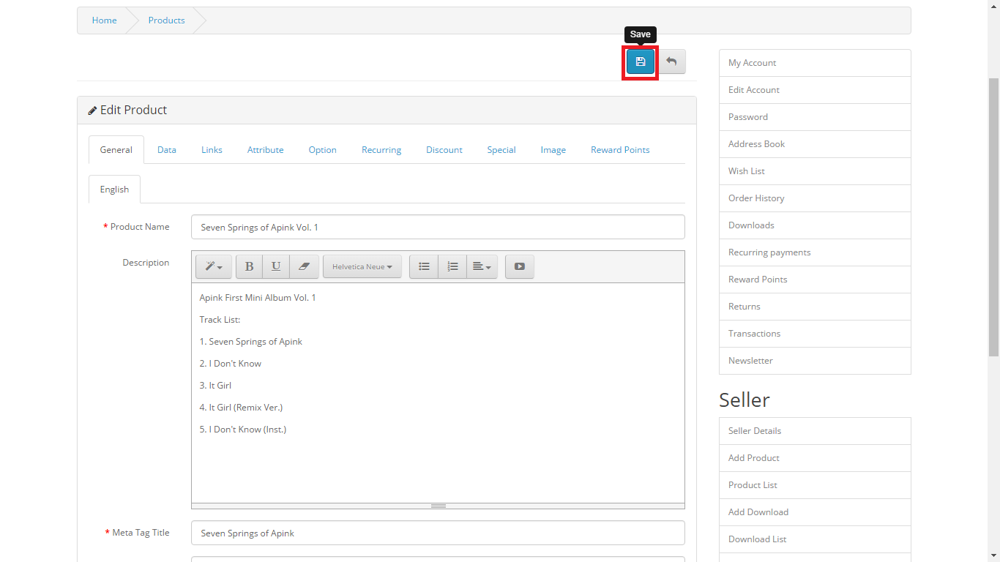 Home
Products
Save
Edit Product
General Data Links Attribute Option Recurring Discount Special Image Reward Points
English
* Product Name
Seven Springs of Apink Vol. 1
Description
B U Helvetica Neue
Apink First Mini Album Vol. 1
Track List:
1. Seven Springs of Apink
2. I Don't Know
3. It Girl
4. It Girl (Remix Ver.)
5. I Don't Know (Inst.)
* Meta Tag Title
Seven Springs of Apink
My Account
Edit Account
Password
Address Book
Wish List
Order History
Downloads
Recurring payments
Reward Points
Returns
Transactions
Newsletter
Seller
Seller Details
Add Product
Product List
Add Download
Download List